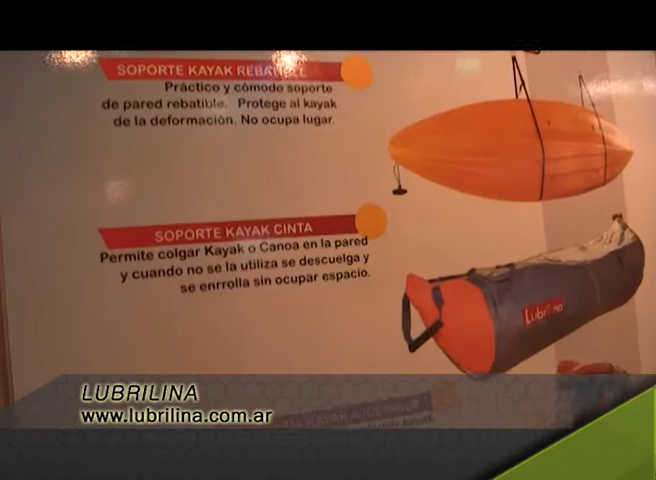 SOPORTE KAYAK REBATIBLE
Práctico y cómodo soporte
de pared rebatible. Protege al kayak
de la deformación. No ocupa lugar.
SOPORTE KAYAK CINTA
Permite colgar Kayak o Canoa en la pared
y cuando no se la utiliza se descuelga y
se enrrolla sin ocupar espacio.
Lubrilina
LUBRILINA
www.lubrilina.com.ar
KAYAK